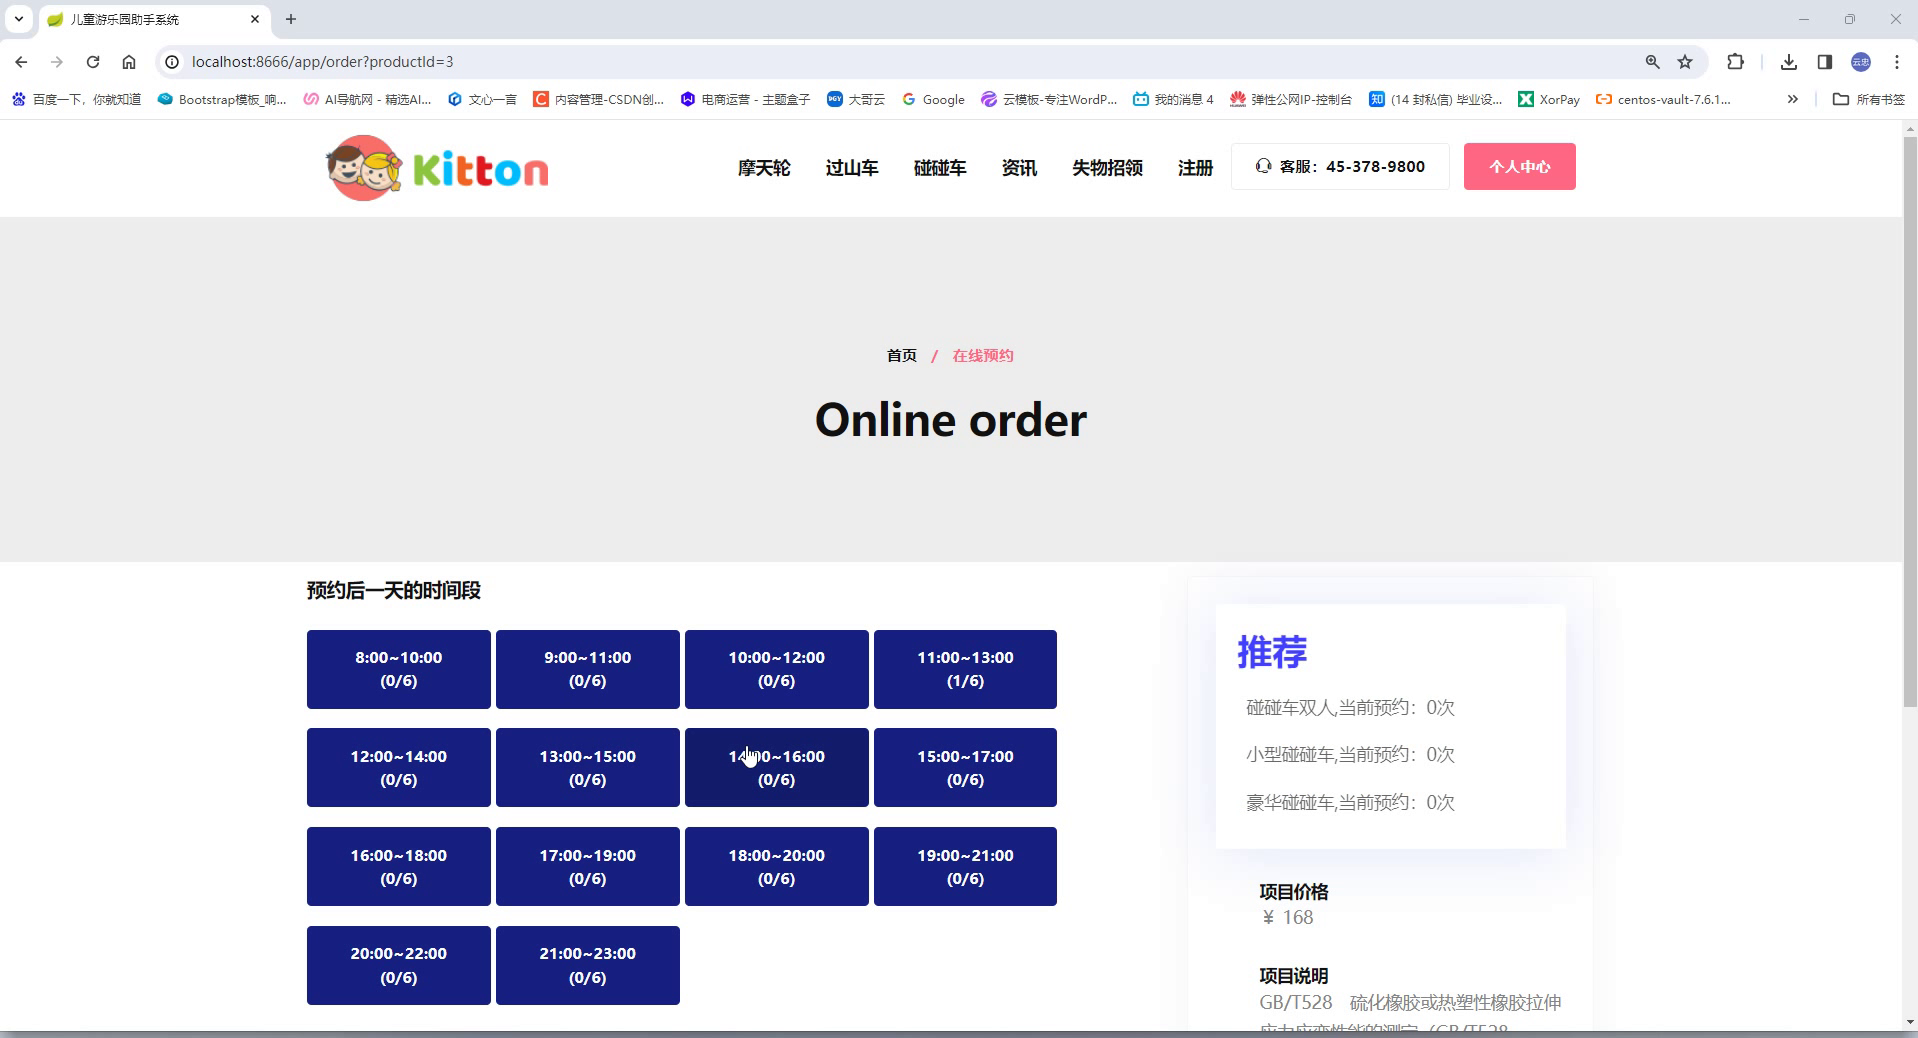 儿童游乐园助手系统
localhost:8666/app/order?productId=3
百度一下，你就知道
Bootstrap模板_响...
AI导航网 - 精选AI...
文心一言
内容管理-CSDN创...
电商运营 - 主题盒子
大哥云
Google
云模板-专注WordP...
我的消息 4
弹性公网IP-控制台
(14 封私信) 毕业设...
XorPay
centos-vault-7.6.1...
所有书签
Kitton
摩天轮
过山车
碰碰车
资讯
失物招领
注册
客服：45-378-9800
个人中心
首页 / 在线预约
Online order
预约后一天的时间段
8:00~10:00
(0/6)
9:00~11:00
(0/6)
10:00~12:00
(0/6)
11:00~13:00
(1/6)
12:00~14:00
(0/6)
13:00~15:00
(0/6)
14:00~16:00
(0/6)
15:00~17:00
(0/6)
16:00~18:00
(0/6)
17:00~19:00
(0/6)
18:00~20:00
(0/6)
19:00~21:00
(0/6)
20:00~22:00
(0/6)
21:00~23:00
(0/6)
推荐
碰碰车双人,当前预约：0次
小型碰碰车,当前预约：0次
豪华碰碰车,当前预约：0次
项目价格
￥ 168
项目说明
GB/T528 硫化橡胶或热塑性橡胶拉伸